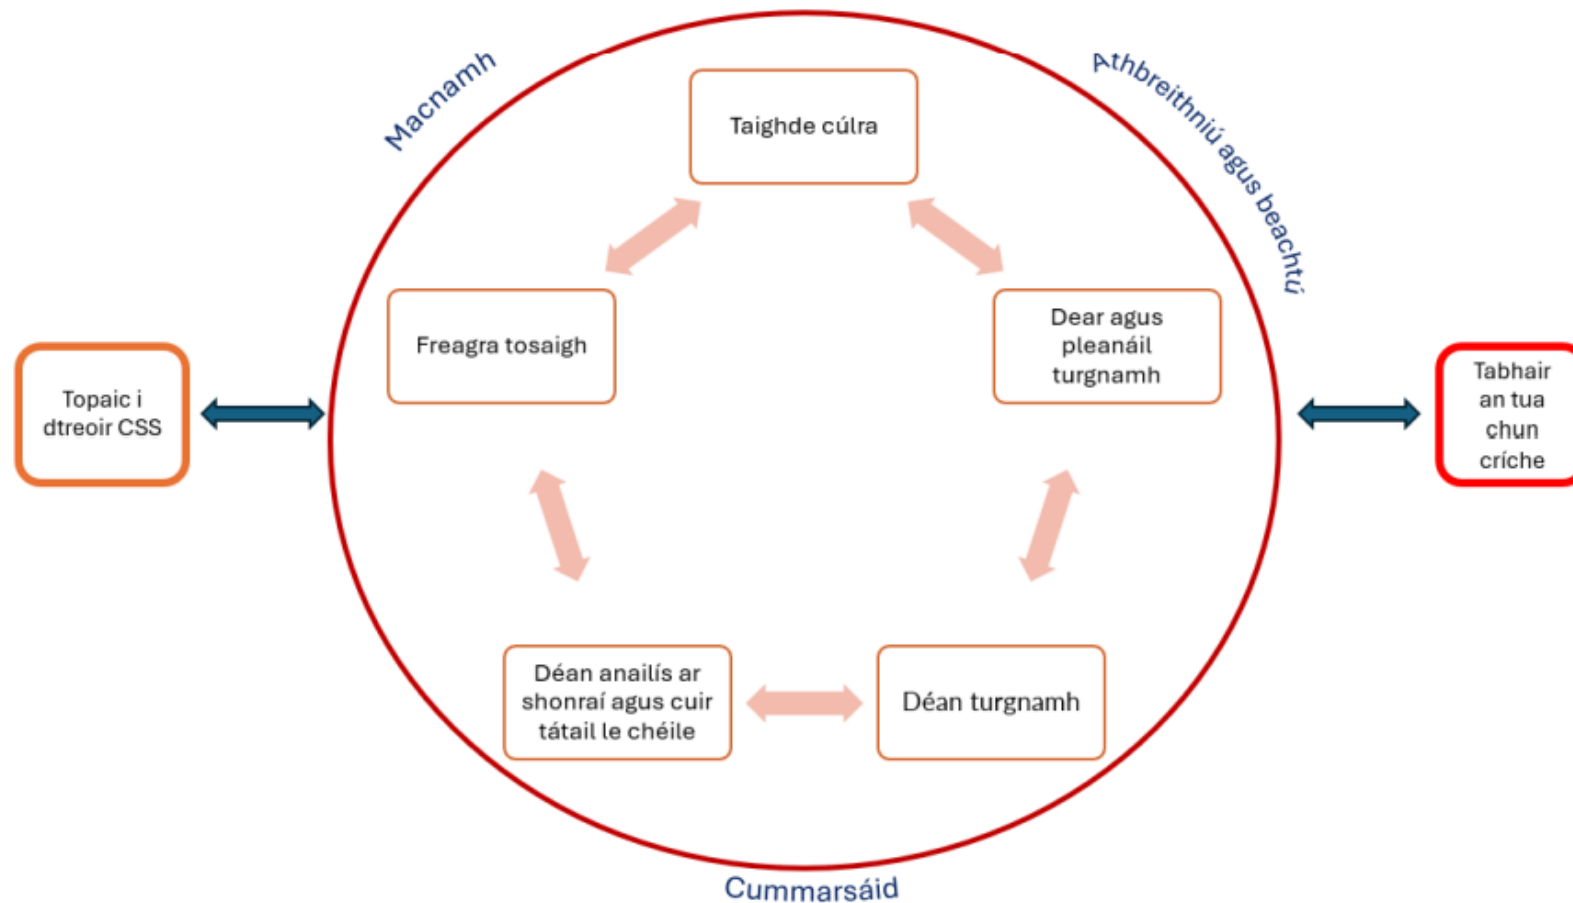 Macnamh
Athbreithniú agus beachtú
Taighde cúlra
Freagra tosaigh
Dear agus
pleanáil
turgnamh
Topaic i
dtreoir CSS
Tabhair
an tua
chun
críche
Déan anailís ar
shonraí agus cuir
tátail le chéile
Déan turgnamh
Cummarsáid